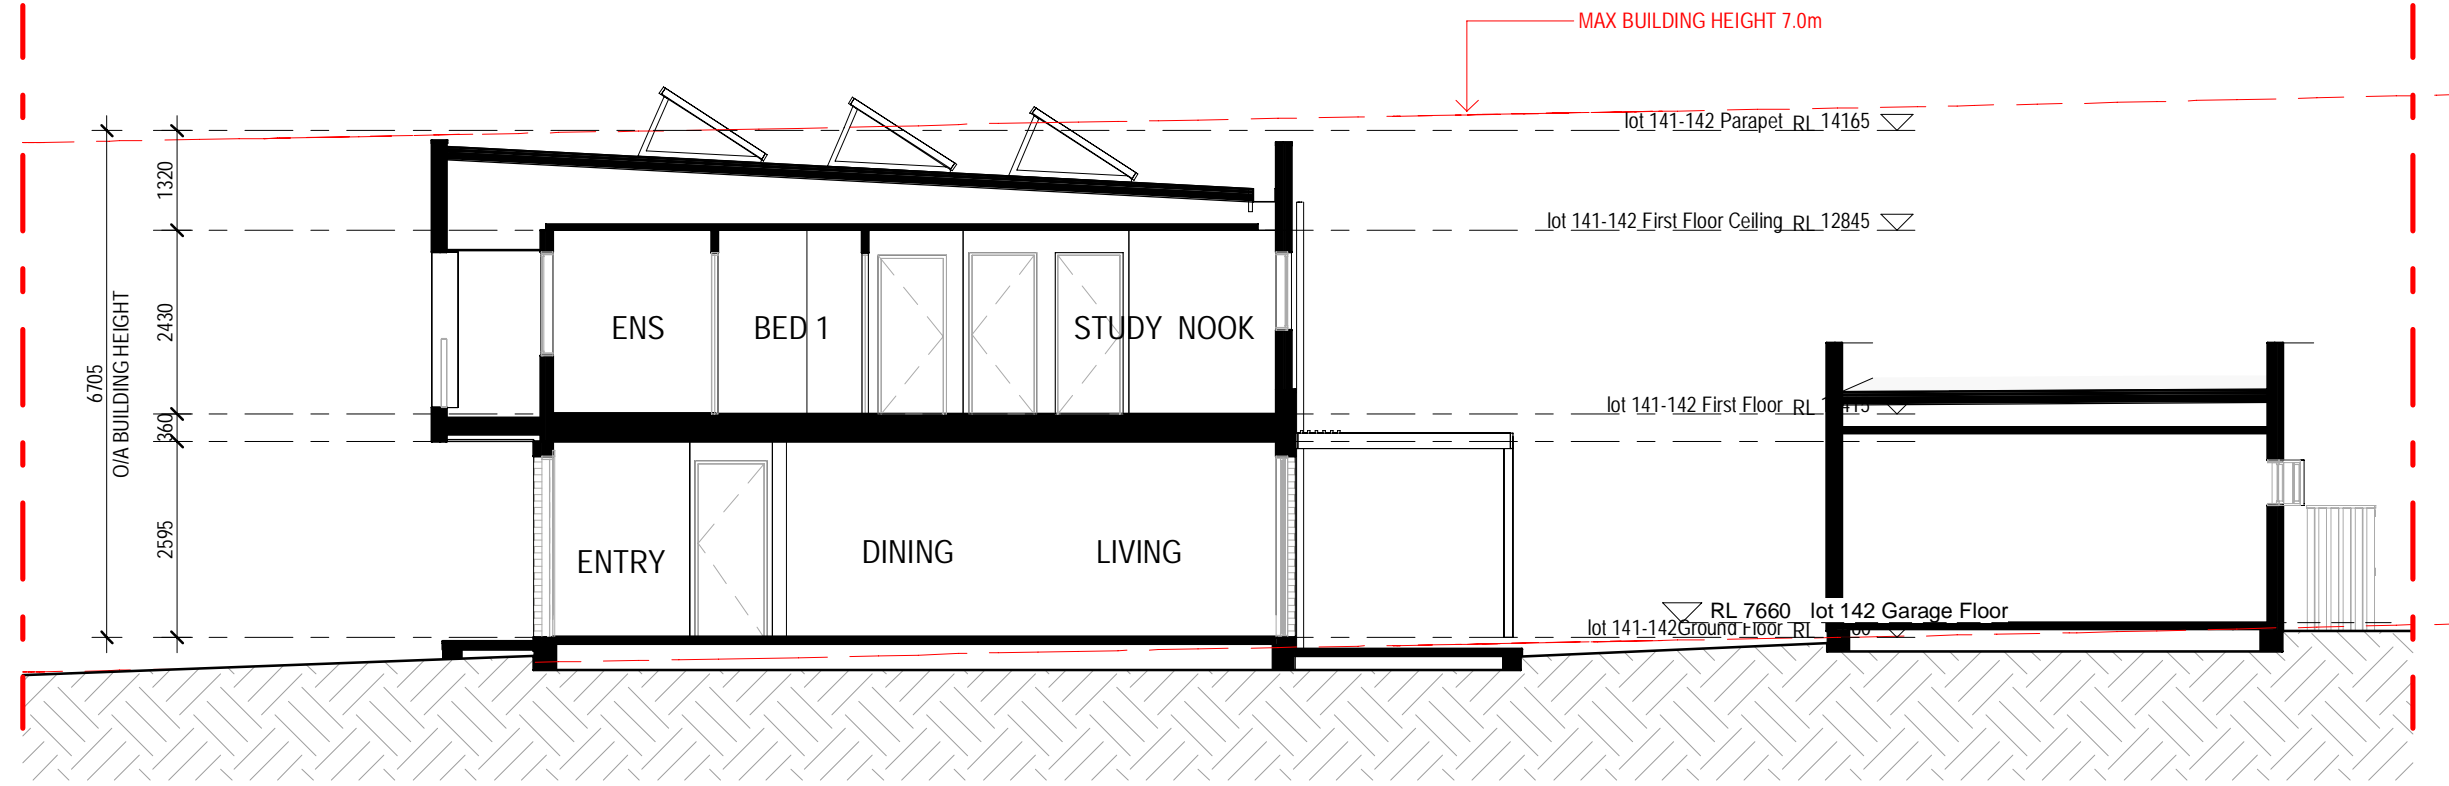 MAX BUILDING HEIGHT 7.0m
lot 141-142 Parapet RL 14165
1320
lot 141-142 First Floor Ceiling RL 12845
2430
6705
O/A BUILDING HEIGHT
ENS
BED 1
STUDY NOOK
lot 141-142 First Floor RL
360
2595
ENTRY
DINING
LIVING
RL 7660 lot 142 Garage Floor
lot 141-142Ground Floor RL